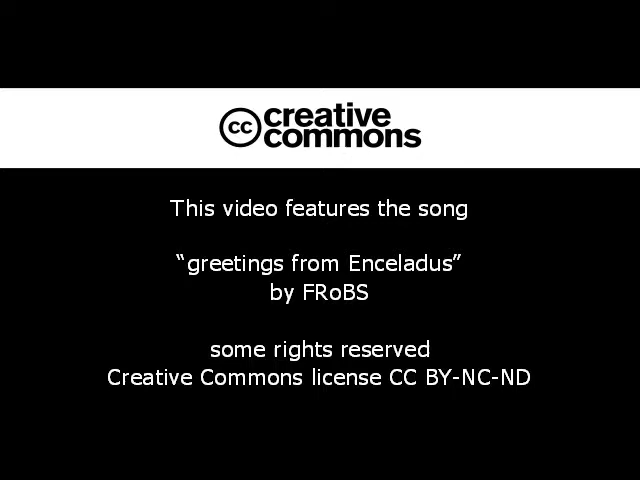 cc creative
commons
This video features the song
“greetings from Enceladus”
by FRoBS
some rights reserved
Creative Commons license CC BY-NC-ND